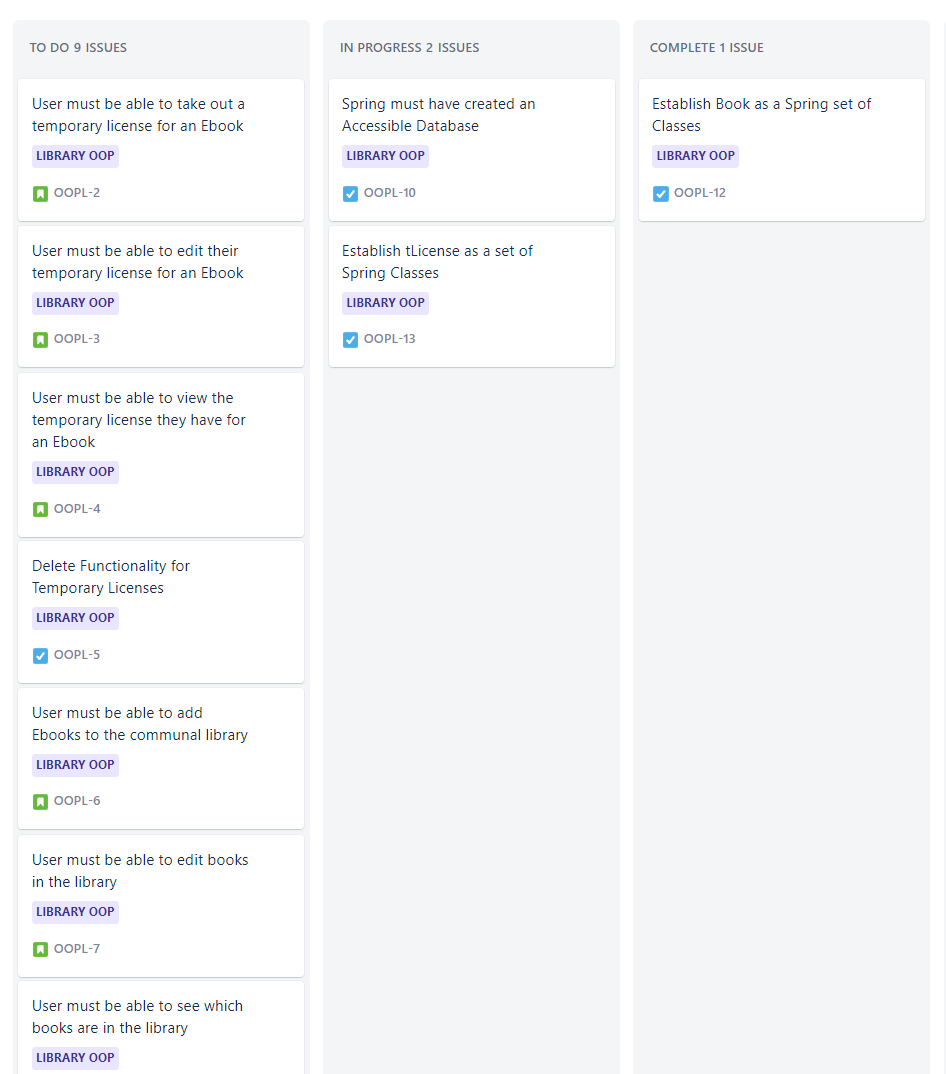 TO DO 9 ISSUES
User must be able to take out a
temporary license for an Ebook
LIBRARY OOP
OOPL-2
User must be able to edit their
temporary license for an Ebook
LIBRARY OOP
OOPL-3
User must be able to view the
temporary license they have for
an Ebook
LIBRARY OOP
OOPL-4
Delete Functionality for
Temporary Licenses
LIBRARY OOP
OOPL-5
User must be able to add
Ebooks to the communal library
LIBRARY OOP
OOPL-6
User must be able to edit books
in the library
LIBRARY OOP
OOPL-7
User must be able to see which
books are in the library
LIBRARY OOP
IN PROGRESS 2 ISSUES
Spring must have created an
Accessible Database
LIBRARY OOP
OOPL-10
Establish tLicense as a set of
Spring Classes
LIBRARY OOP
OOPL-13
COMPLETE 1 ISSUE
Establish Book as a Spring set of
Classes
LIBRARY OOP
OOPL-12